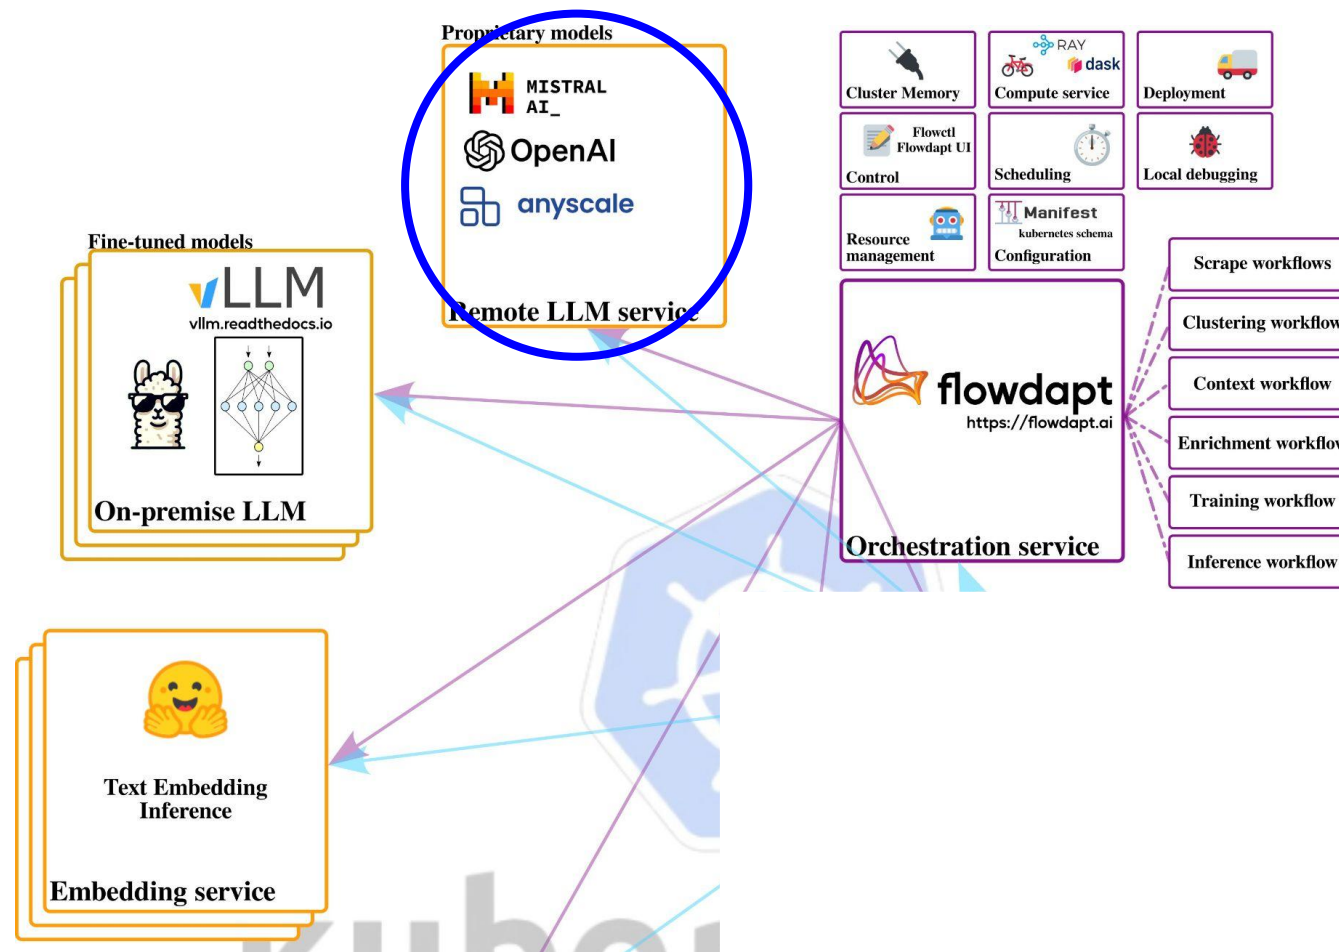 Proprietary models
MISTRAL
AI_
OpenAI
anyscale
Remote LLM service
Fine-tuned models
vLLM
vllm.readthedocs.io
On-premise LLM
Text Embedding
Inference
Embedding service
Cluster Memory
RAY
dask
Compute service
Deployment
Flowctl
Flowdapt UI
Control
Scheduling
Local debugging
Resource
management
Manifest
kubernetes schema
Configuration
flowdapt
https://flowdapt.ai
Orchestration service
Scrape workflows
Clustering workflow
Context workflow
Enrichment workflow
Training workflow
Inference workflow